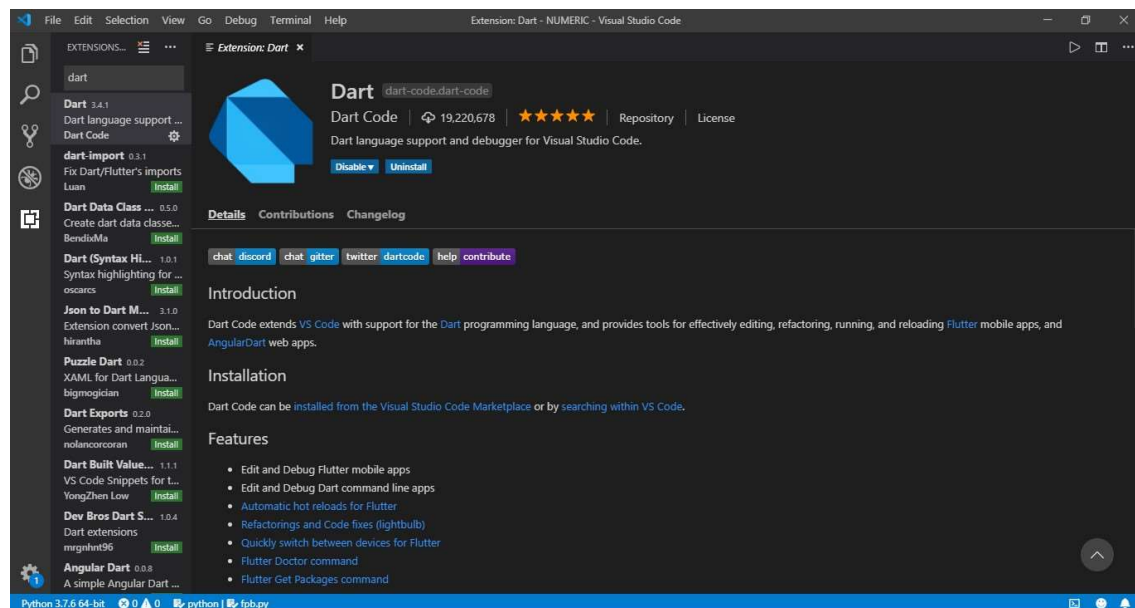 File Edit Selection View Go Debug Terminal Help Extension: Dart - NUMERIC - Visual Studio Code
EXTENSIONS...
dart
Dart 3.4.1
Dart language support ...
Dart Code
dart-import 0.3.1
Fix Dart/Flutter's imports
Luan Install
Dart Data Class ... 0.5.0
Create dart data classe...
BendixMa Install
Dart (Syntax Hi... 1.0.1
Syntax highlighting for ...
oscarcs Install
Json to Dart M... 3.1.0
Extension convert Json...
hirantha Install
Puzzle Dart 0.0.2
XAML for Dart Langua...
bigmogician Install
Dart Exports 0.2.0
Generates and maintai...
nolancorcoran Install
Dart Built Value... 1.1.1
VS Code Snippets for t...
YongZhen Low Install
Dev Bros Dart S... 1.0.4
Dart extensions
mrgnhnt96 Install
Angular Dart 0.0.8
A simple Angular Dart ...
Extension: Dart
Dart dart-code.dart-code
Dart Code 19,220,678 Repository License
Dart language support and debugger for Visual Studio Code.
Disable Uninstall
Details Contributions Changelog
chat discord chat gitter twitter dartcode help contribute
Introduction
Dart Code extends VS Code with support for the Dart programming language, and provides tools for effectively editing, refactoring, running, and reloading Flutter mobile apps, and
AngularDart web apps.
Installation
Dart Code can be installed from the Visual Studio Code Marketplace or by searching within VS Code.
Features
• Edit and Debug Flutter mobile apps
• Edit and Debug Dart command line apps
• Automatic hot reloads for Flutter
• Refactorings and Code fixes (lightbulb)
• Quickly switch between devices for Flutter
• Flutter Doctor command
• Flutter Get Packages command
1
Python 3.7.6 64-bit 0 0 python | fpb.py